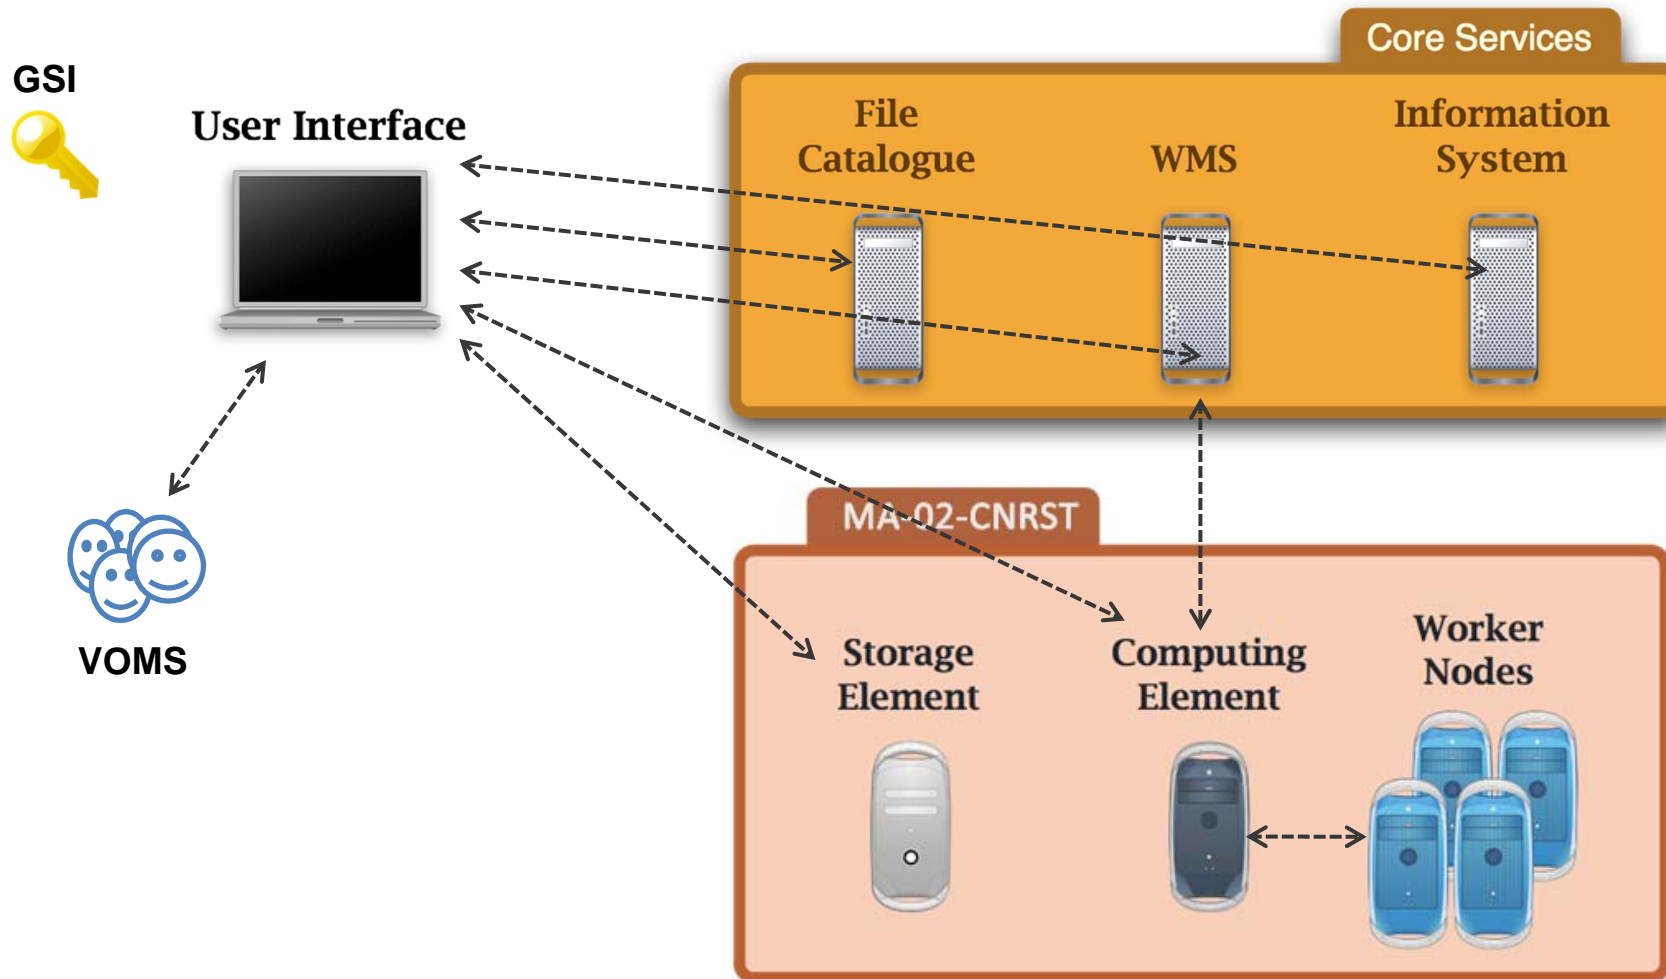 Core Services
GSI
User Interface
File
Catalogue
WMS
Information
System
VOMS
MA-02-CNRST
Storage
Element
Computing
Element
Worker
Nodes